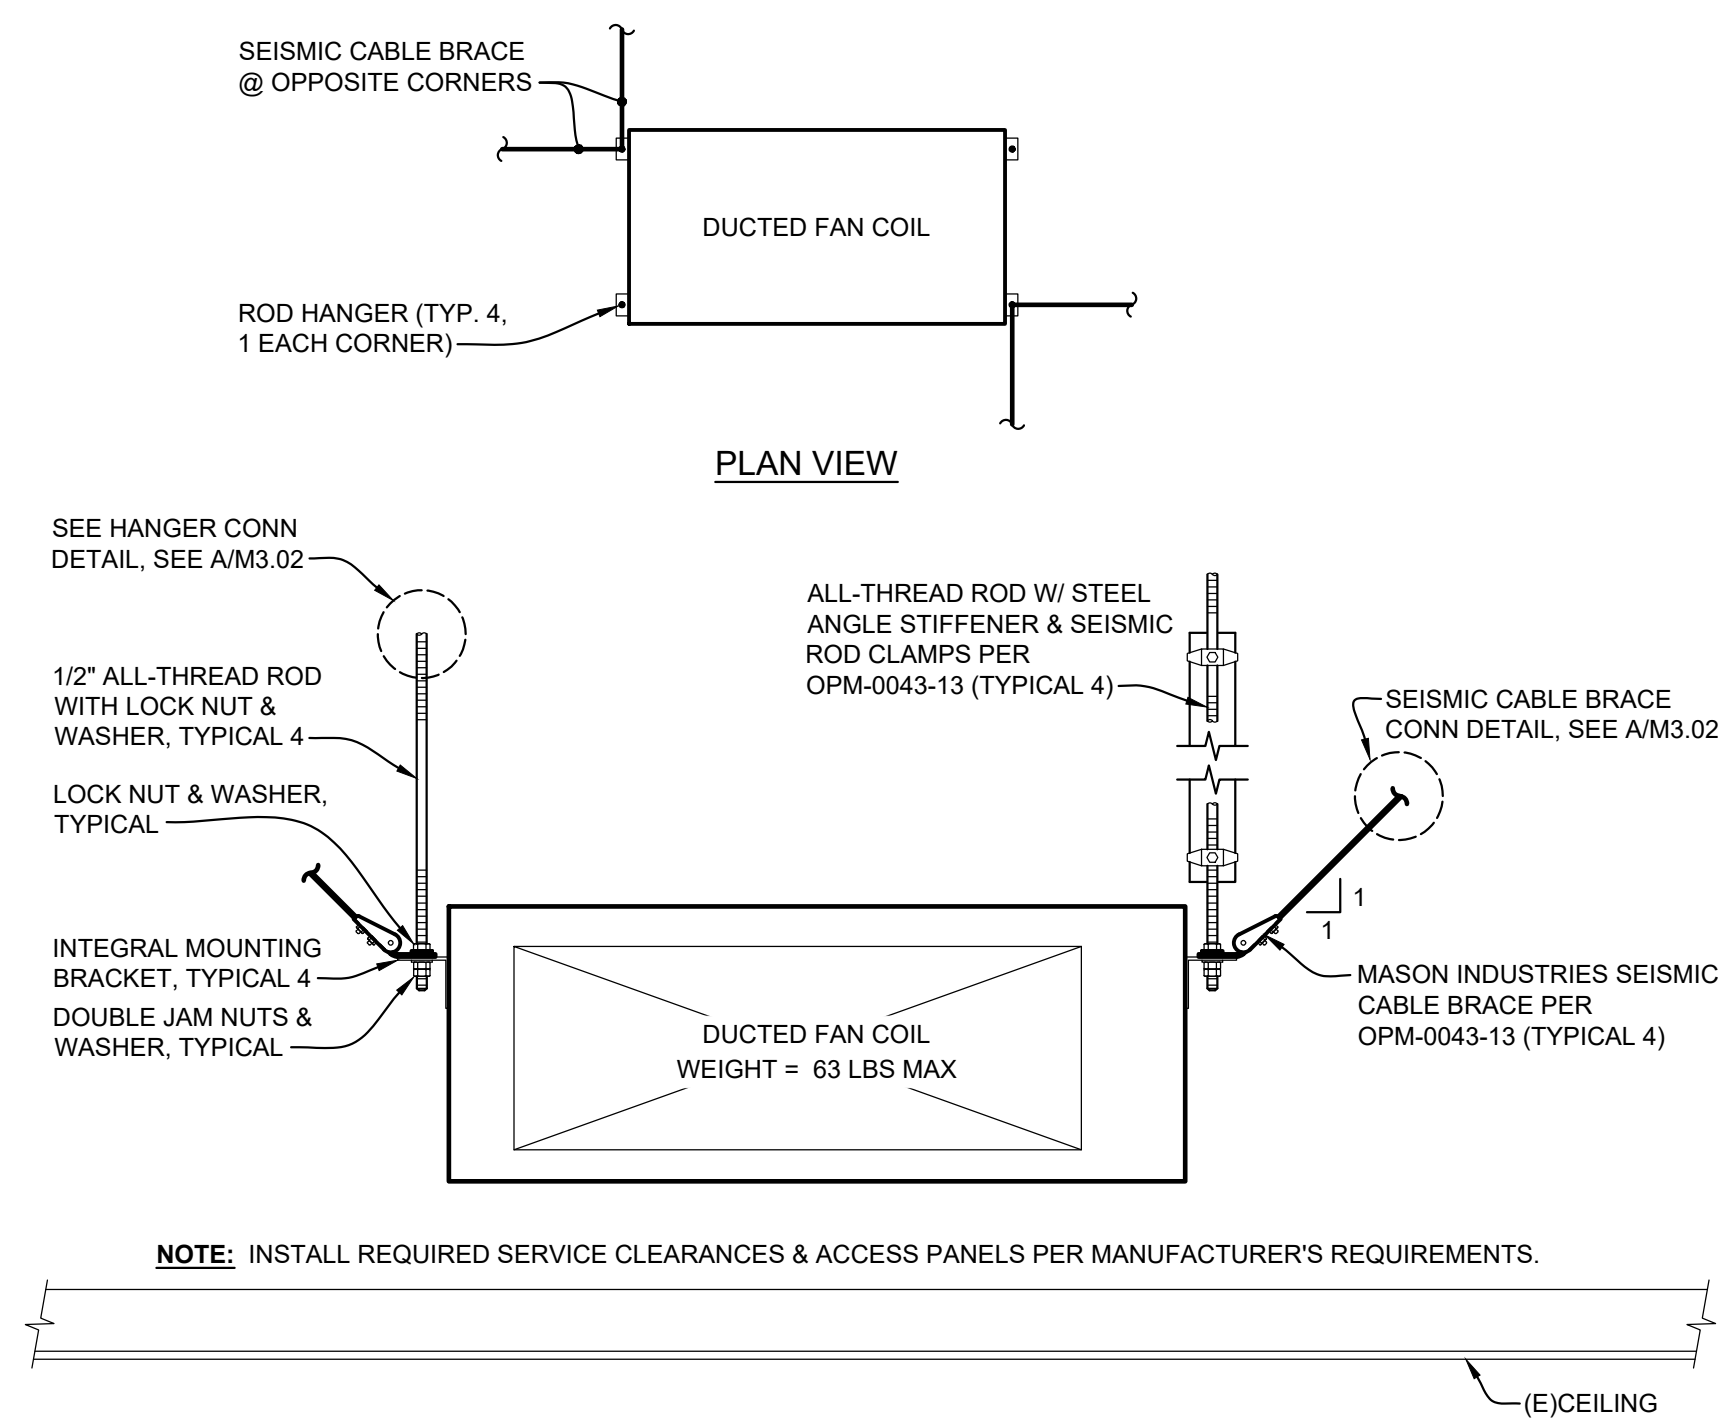 SEISMIC CABLE BRACE
@ OPPOSITE CORNERS
DUCTED FAN COIL
ROD HANGER (TYP. 4,
1 EACH CORNER)
PLAN VIEW
SEE HANGER CONN
DETAIL, SEE A/M3.02
1/2" ALL-THREAD ROD
WITH LOCK NUT &
WASHER, TYPICAL 4
LOCK NUT & WASHER,
TYPICAL
INTEGRAL MOUNTING
BRACKET, TYPICAL 4
DOUBLE JAM NUTS &
WASHER, TYPICAL
ALL-THREAD ROD W/ STEEL
ANGLE STIFFENER & SEISMIC
ROD CLAMPS PER
OPM-0043-13 (TYPICAL 4)
SEISMIC CABLE BRACE
CONN DETAIL, SEE A/M3.02
1
1
MASON INDUSTRIES SEISMIC
CABLE BRACE PER
OPM-0043-13 (TYPICAL 4)
DUCTED FAN COIL
WEIGHT = 63 LBS MAX
NOTE: INSTALL REQUIRED SERVICE CLEARANCES & ACCESS PANELS PER MANUFACTURER'S REQUIREMENTS.
(E)CEILING